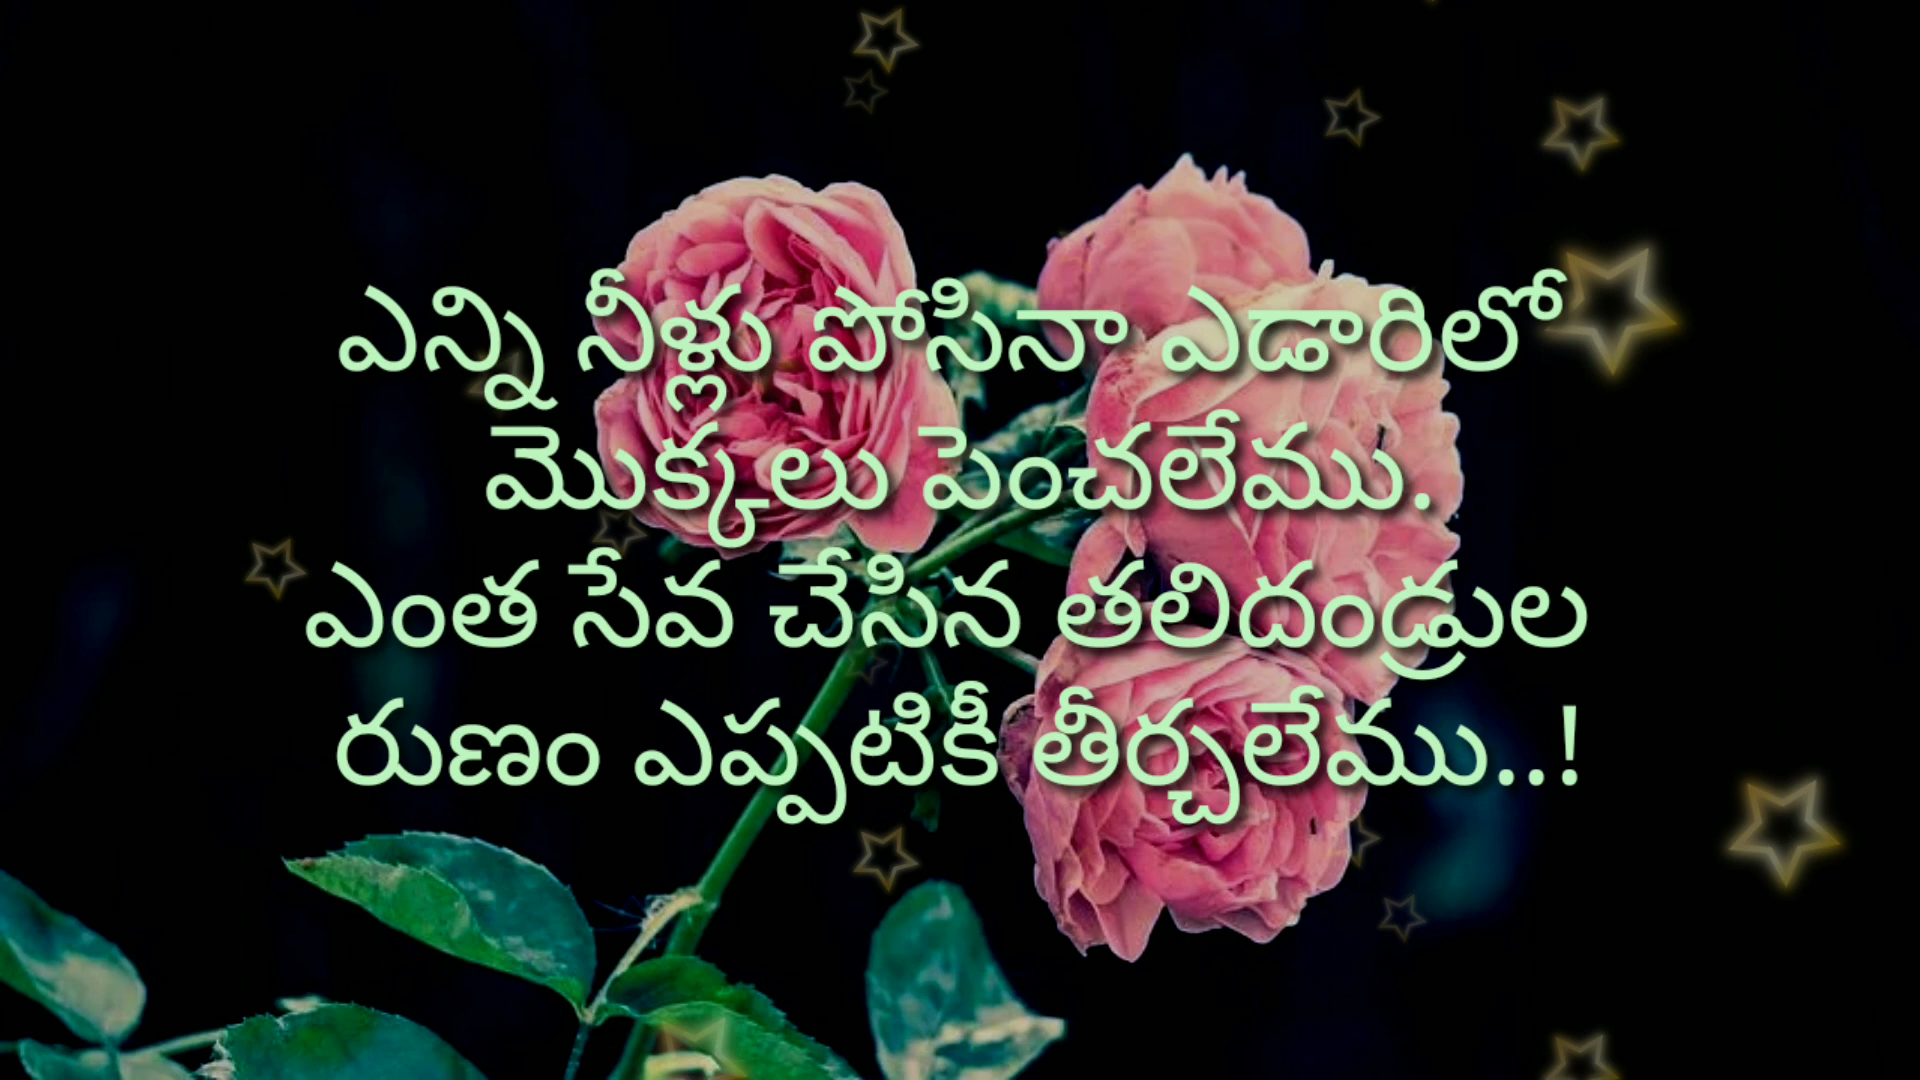 ఎన్ని నీళ్లు పోసినా ఎడారిలో
మొక్కలు పెంచలేము.
ఎంత సేవ చేసిన తలిదండ్రుల
రుణం ఎప్పటికీ తీర్చలేము..!